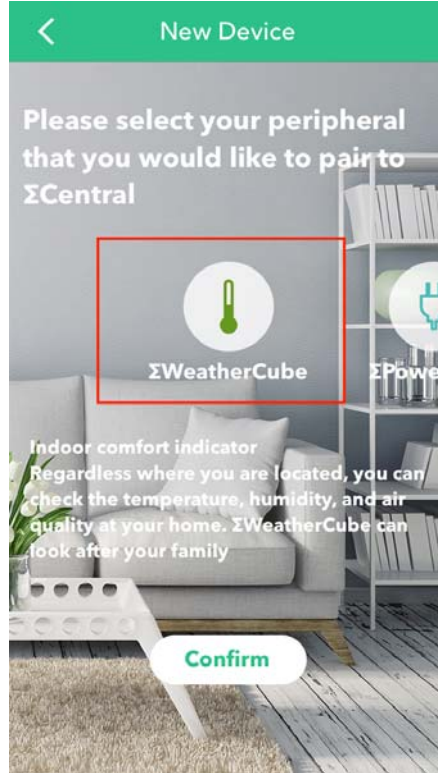 New Device
Please select your peripheral
that you would like to pair to
ΣCentral
ΣWeatherCube
ΣPowe
Indoor comfort indicator
Regardless where you are located, you can
check the temperature, humidity, and air
quality at your home. ΣWeatherCube can
look after your family
Confirm